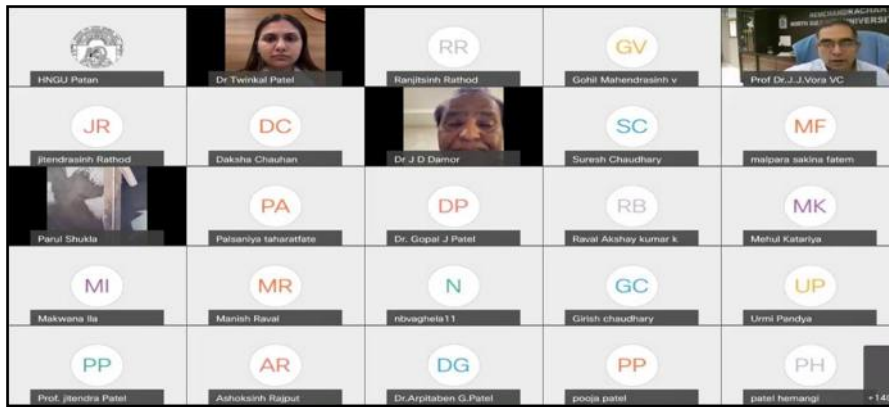 HNGU Patan
Dr Twinkal Patel
RR
Ranjitsinh Rathod
GV
Gohil Mahendrasinh v
HEMCHANDRACHAR
NORTH UNIVERSITY
Prof Dr.J.J.Vora VC
JR
jitendrasinh Rathod
DC
Daksha Chauhan
Dr J D Damor
SC
Suresh Chaudhary
MF
malpara sakina fatem
Parul Shukla
PA
Palsaniya taharatfate
DP
Dr. Gopal J Patel
RB
Raval Akshay kumar k
MK
Mehul Katariya
MI
Makwana Ila
MR
Manish Raval
N
nbvaghela11
GC
Girish chaudhary
UP
Urmi Pandya
PP
Prof. jitendra Patel
AR
Ashoksinh Rajput
DG
Dr.Arpitaben G.Patel
PP
pooja patel
PH
patel hemangi